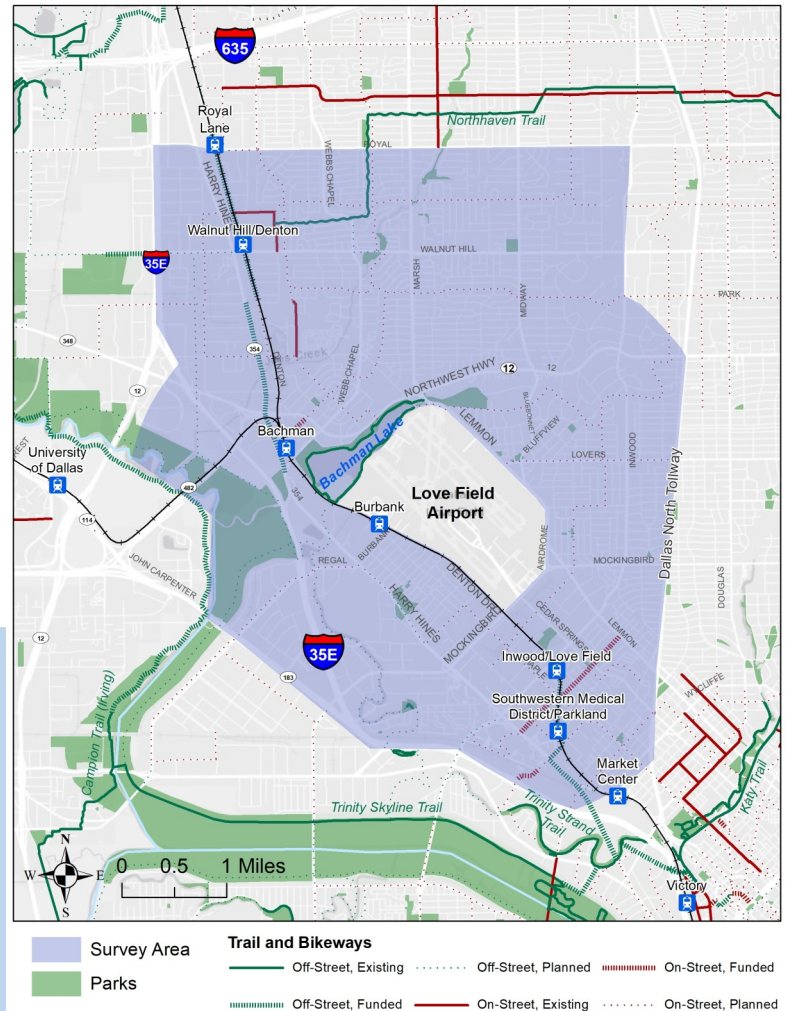 635
Royal
Lane
Northhaven Trail
ROYAL
WEBBS CHAPEL
HARRY HINE
Walnut Hill/Denton
WALNUT HILL
35E
MARSH
MIDWAY
PARK
348
354
DENTON
12
WEBB-CHAPEL
NORTHWEST HWY
12
12
LEMMON
BLUEBONNET
BLUFFVIEW
INWOOD
LOVERS
Bachman
Bachman Lake
University
of Dallas
482
354
Love Field
Airport
Burbank
114
BURBANK
REGAL
AIRDROME
MOCKINGBIRD
Dallas North Tollway
JOHN CARPENTER
DENTON DR
DOUGLAS
HARRY HINES
MOCKINGBIRD
CEDAR SPRINGS
LEMMON
12
35E
Inwood/Love Field
183
WYCLIFFE
Southwestern Medical
District/Parkland
Campion Trail (Irving)
Market
Center
Trinity Skyline Trail
Trinity Strand
Trail
Katy Trail
N
W E
S
0 0.5 1 Miles
Victory
Survey Area
Parks
Trail and Bikeways
Off-Street, Existing
Off-Street, Planned
On-Street, Funded
Off-Street, Funded
On-Street, Existing
On-Street, Planned